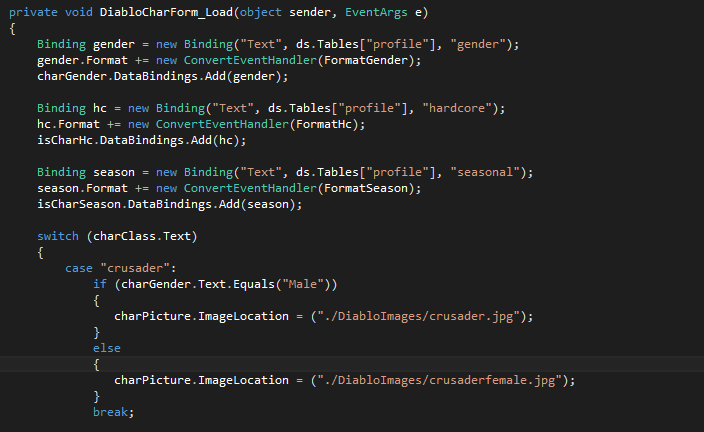 private void DiabloCharForm_Load(object sender, EventArgs e)
{
Binding gender = new Binding("Text", ds.Tables["profile"], "gender");
gender.Format += new ConvertEventHandler(FormatGender);
charGender.DataBindings.Add(gender);
Binding hc = new Binding("Text", ds.Tables["profile"], "hardcore");
hc.Format += new ConvertEventHandler(FormatHc);
isCharHc.DataBindings.Add(hc);
Binding season = new Binding("Text", ds.Tables["profile"], "seasonal");
season.Format += new ConvertEventHandler(FormatSeason);
isCharSeason.DataBindings.Add(season);
switch (charClass.Text)
{
case "crusader":
if (charGender.Text.Equals("Male"))
{
charPicture.ImageLocation = ("./DiabloImages/crusader.jpg");
}
else
{
charPicture.ImageLocation = ("./DiabloImages/crusaderfemale.jpg");
}
break;